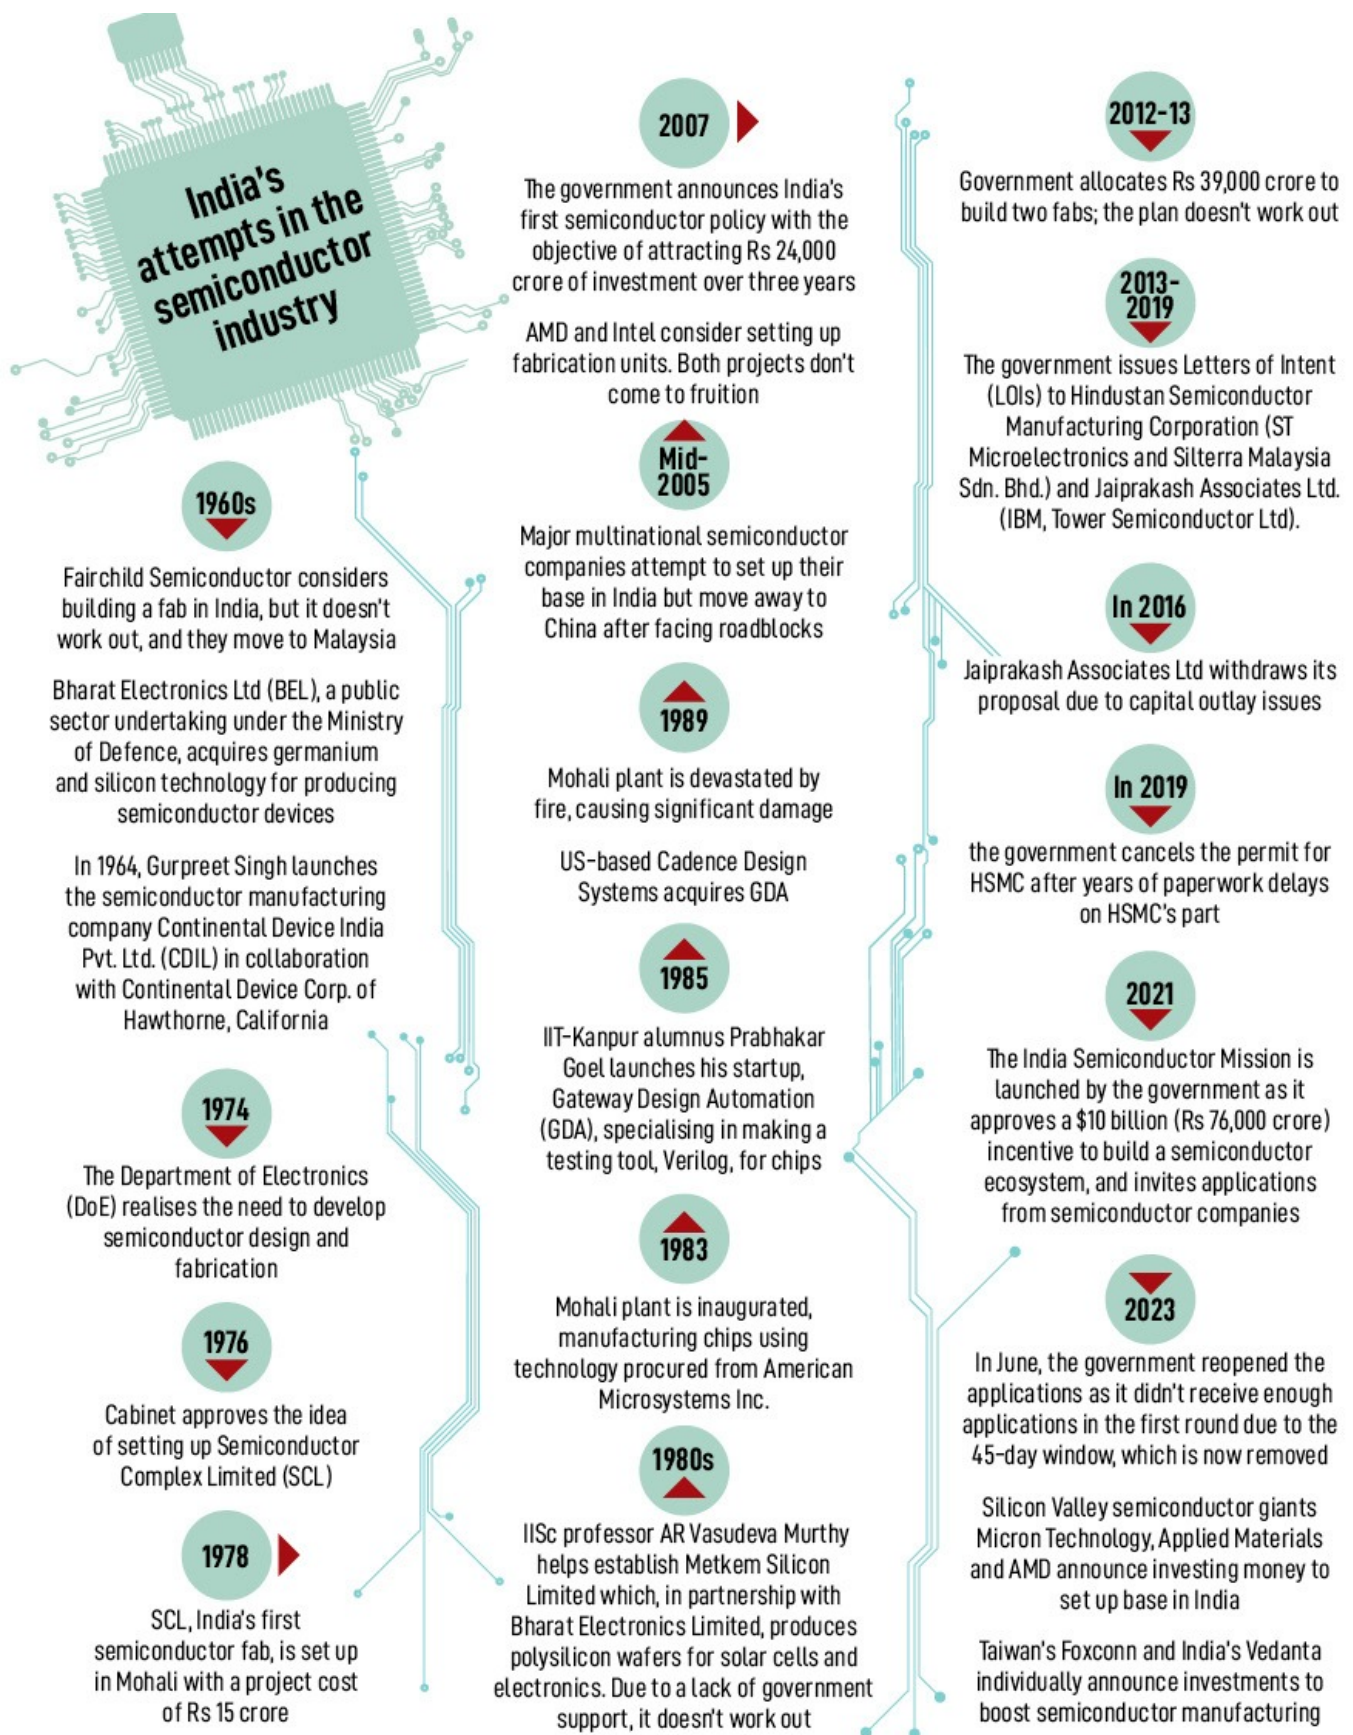 India's
attempts in the
semiconductor
industry
1960s
Fairchild Semiconductor considers
building a fab in India, but it doesn't
work out, and they move to Malaysia
Bharat Electronics Ltd (BEL), a public
sector undertaking under the Ministry
of Defence, acquires germanium
and silicon technology for producing
semiconductor devices
In 1964, Gurpreet Singh launches
the semiconductor manufacturing
company Continental Device India
Pvt. Ltd. (CDIL) in collaboration
with Continental Device Corp. of
Hawthorne, California
1974
The Department of Electronics
(DoE) realises the need to develop
semiconductor design and
fabrication
1976
Cabinet approves the idea
of setting up Semiconductor
Complex Limited (SCL)
1978
SCL, India's first
semiconductor fab, is set up
in Mohali with a project cost
of Rs 15 crore
1980s
IISc professor AR Vasudeva Murthy
helps establish Metkem Silicon
Limited which, in partnership with
Bharat Electronics Limited, produces
polysilicon wafers for solar cells and
electronics. Due to a lack of government
support, it doesn't work out
1983
Mohali plant is inaugurated,
manufacturing chips using
technology procured from American
Microsystems Inc.
1985
IIT-Kanpur alumnus Prabhakar
Goel launches his startup,
Gateway Design Automation
(GDA), specialising in making a
testing tool, Verilog, for chips
1989
Mohali plant is devastated by
fire, causing significant damage
US-based Cadence Design
Systems acquires GDA
Mid-
2005
Major multinational semiconductor
companies attempt to set up their
base in India but move away to
China after facing roadblocks
2007
The government announces India's
first semiconductor policy with the
objective of attracting Rs 24,000
crore of investment over three years
AMD and Intel consider setting up
fabrication units. Both projects don't
come to fruition
2012-13
Government allocates Rs 39,000 crore to
build two fabs; the plan doesn't work out
2013-
2019
The government issues Letters of Intent
(LOIs) to Hindustan Semiconductor
Manufacturing Corporation (ST
Microelectronics and Silterra Malaysia
Sdn. Bhd.) and Jaiprakash Associates Ltd.
(IBM, Tower Semiconductor Ltd).
In 2016
Jaiprakash Associates Ltd withdraws its
proposal due to capital outlay issues
In 2019
the government cancels the permit for
HSMC after years of paperwork delays
on HSMC's part
2021
The India Semiconductor Mission is
launched by the government as it
approves a $10 billion (Rs 76,000 crore)
incentive to build a semiconductor
ecosystem, and invites applications
from semiconductor companies
2023
In June, the government reopened the
applications as it didn't receive enough
applications in the first round due to the
45-day window, which is now removed
Silicon Valley semiconductor giants
Micron Technology, Applied Materials
and AMD announce investing money to
set up base in India
Taiwan's Foxconn and India's Vedanta
individually announce investments to
boost semiconductor manufacturing